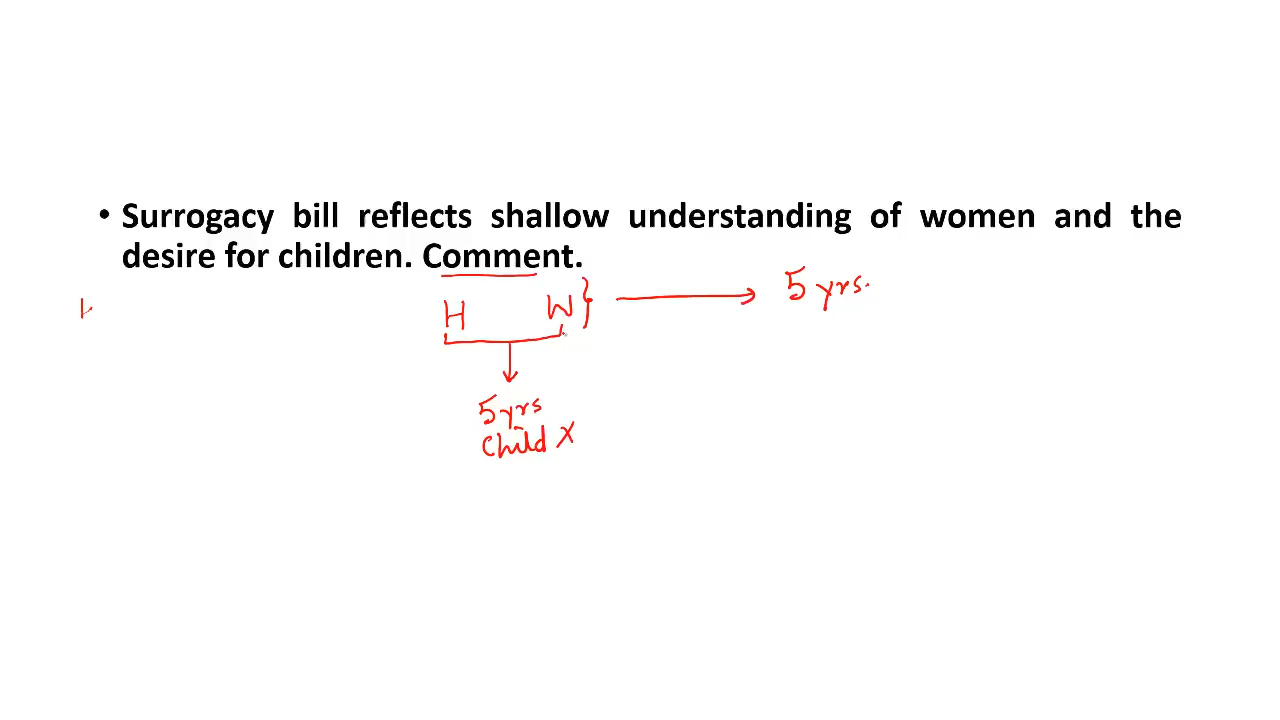 • Surrogacy bill reflects shallow understanding of women and the
desire for children. Comment.
H W } 5 yrs.
5 yrs
Child X